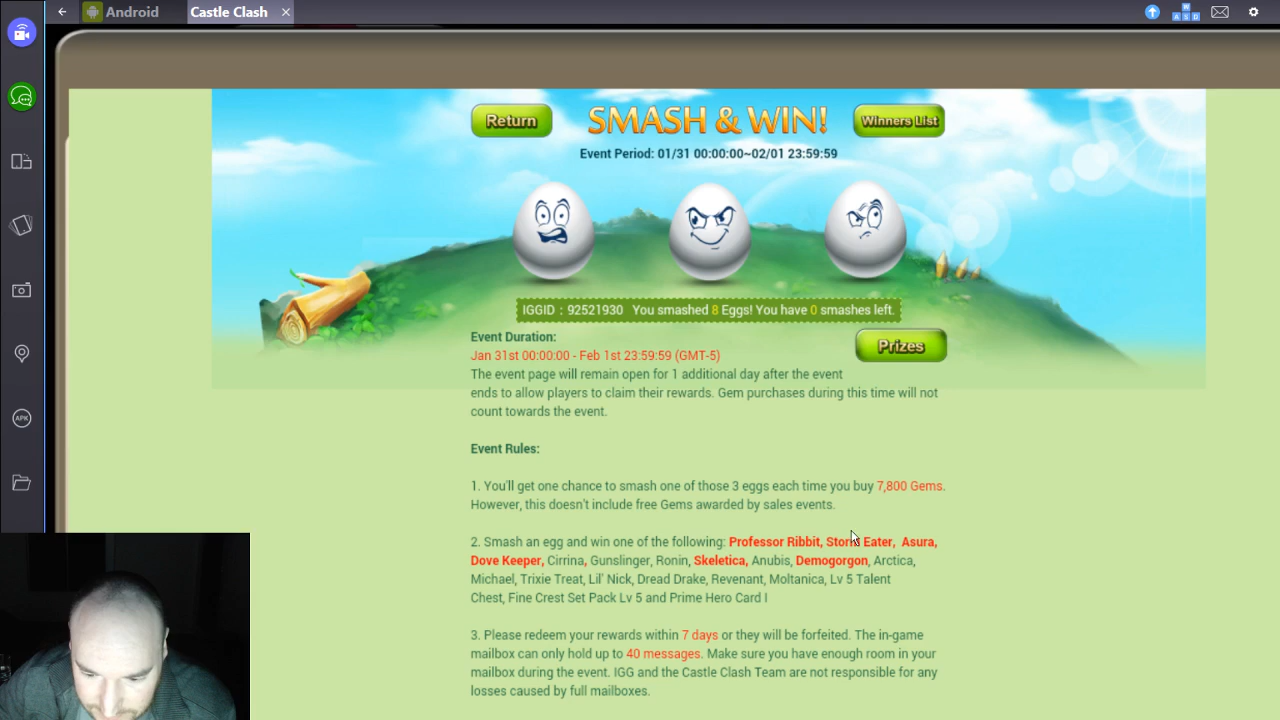 Android
Castle Clash
W
A S D
Return
SMASH & WIN!
Winners List
Event Period: 01/31 00:00:00~02/01 23:59:59
IGGID : 92521930 You smashed 8 Eggs! You have 0 smashes left.
Event Duration:
Prizes
Jan 31st 00:00:00 - Feb 1st 23:59:59 (GMT-5)
The event page will remain open for 1 additional day after the event
ends to allow players to claim their rewards. Gem purchases during this time will not
count towards the event.
Event Rules:
1. You'll get one chance to smash one of those 3 eggs each time you buy 7,800 Gems.
However, this doesn't include free Gems awarded by sales events.
2. Smash an egg and win one of the following: Professor Ribbit, Storm Eater, Asura,
Dove Keeper, Cirrina, Gunslinger, Ronin, Skeletica, Anubis, Demogorgon, Arctica,
Michael, Trixie Treat, Lil' Nick, Dread Drake, Revenant, Moltanica, Lv 5 Talent
Chest, Fine Crest Set Pack Lv 5 and Prime Hero Card I
3. Please redeem your rewards within 7 days or they will be forfeited. The in-game
mailbox can only hold up to 40 messages. Make sure you have enough room in your
mailbox during the event. IGG and the Castle Clash Team are not responsible for any
losses caused by full mailboxes.
APK